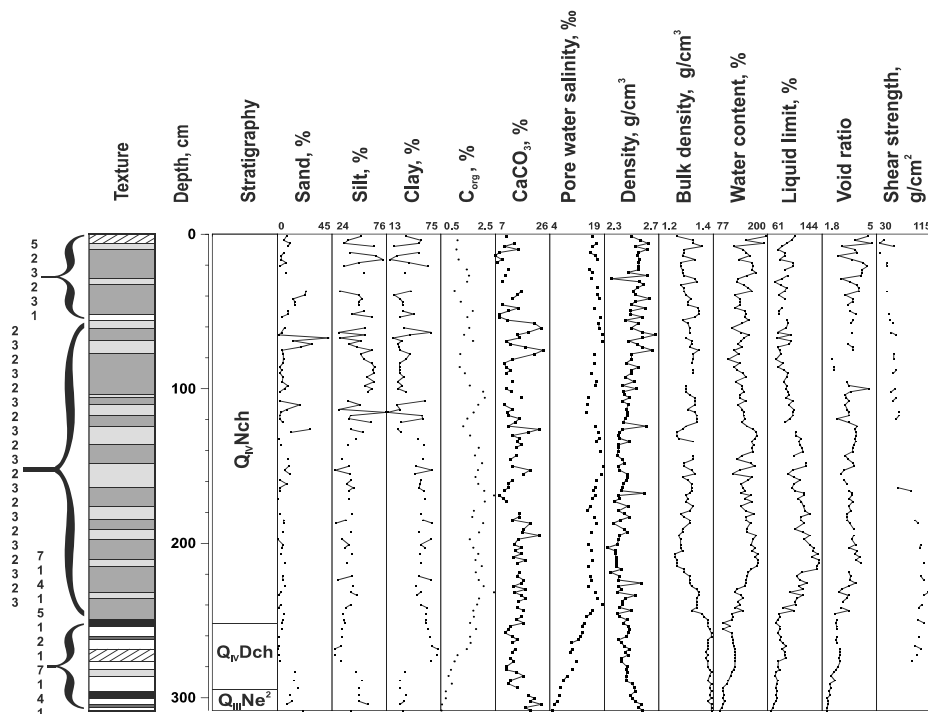 Texture
Depth, cm
Stratigraphy
Sand, %
Silt, %
Clay, %
Corg, %
CaCO3, %
Pore water salinity, ‰
Density, g/cm3
Bulk density, g/cm3
Water content, %
Liquid limit, %
Void ratio
Shear strength, g/cm2
0 45 24 76 13 75 0.5 2.5 7 26 4 19 2.3 2.7 1.2 1.4 77 200 61 144 1.8 5 30 115
0
100
200
300
QIVNch
QIVDch
QIIINe2
5
2
3
2
3
1
2
3
2
3
2
3
2
3
2
3
2
3
2
3
2
3
2
3
2
3
7
1
4
1
5
1
2
1
7
1
4
1